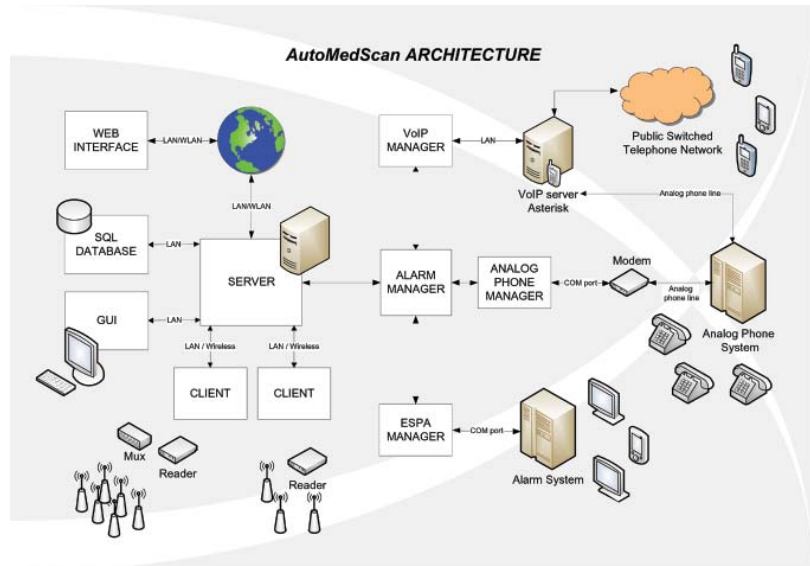 AutoMedScan ARCHITECTURE
WEB
INTERFACE
LAN/WLAN
LAN/WLAN
SQL
DATABASE
LAN
GUI
LAN
SERVER
LAN / Wireless
LAN / Wireless
CLIENT
CLIENT
Mux
Reader
Reader
VoIP
MANAGER
LAN
VoIP server
Asterisk
Public Switched
Telephone Network
Analog phone line
ALARM
MANAGER
ANALOG
PHONE
MANAGER
COM port
Modem
Analog
phone line
Analog Phone
System
ESPA
MANAGER
COM port
Alarm System